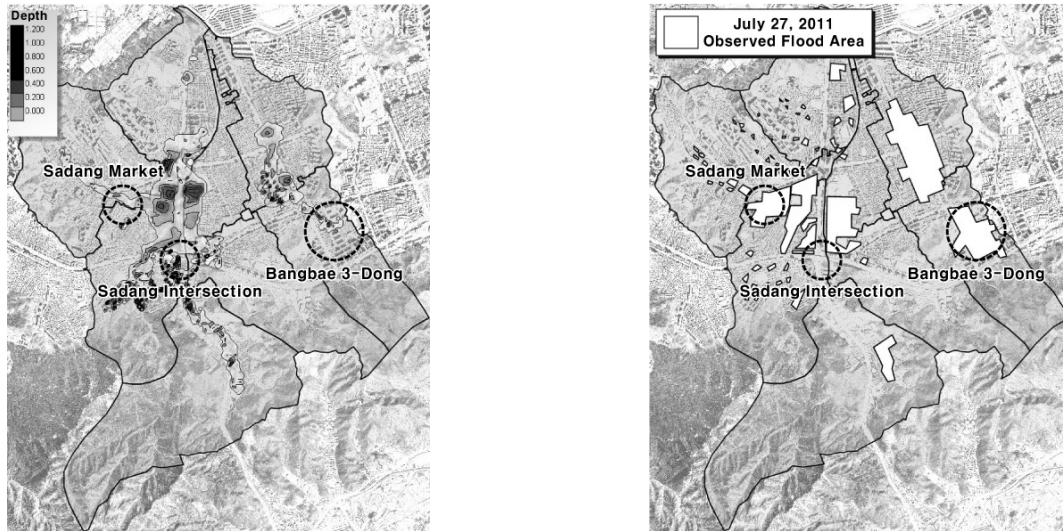 Depth
1.200
1.000
0.800
0.600
0.400
0.200
0.000
Sadang Market
Bangbae 3-Dong
Sadang Intersection
July 27, 2011
Observed Flood Area
Sadang Market
Bangbae 3-Dong
Sadang Intersection